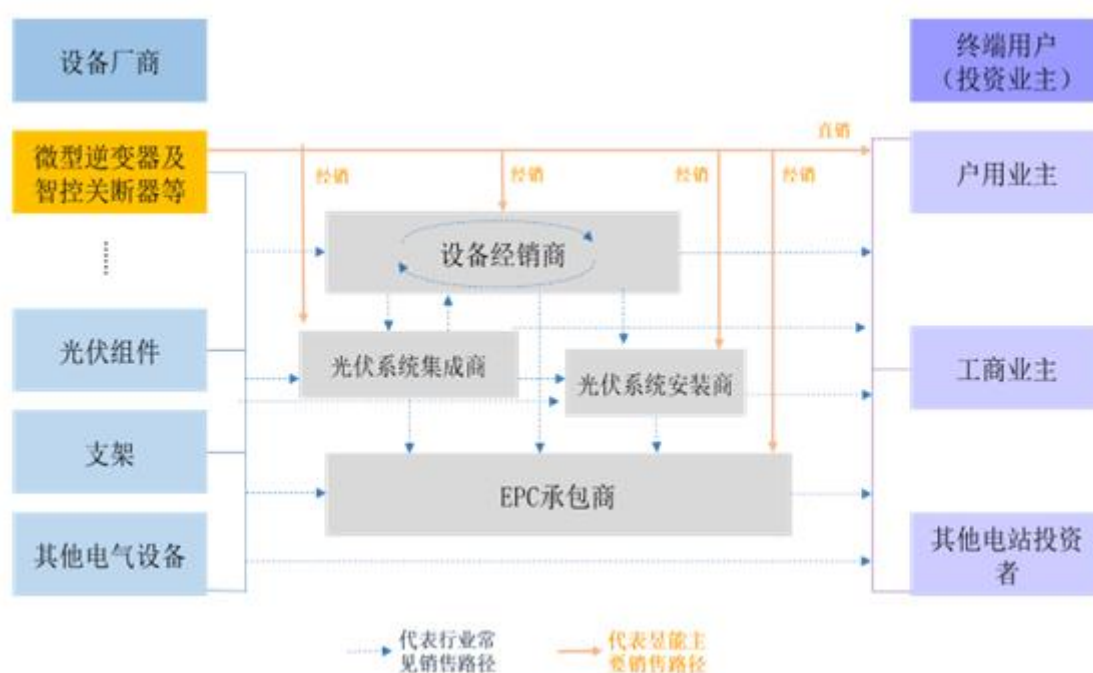 设备厂商
终端用户
（投资业主）
直销
微型逆变器及
智控关断器等
经销
经销
经销
经销
户用业主
设备经销商
光伏组件
光伏系统集成商
光伏系统安装商
工商业主
支架
EPC承包商
其他电气设备
其他电站投资
者
代表行业常
见销售路径
代表昱能主
要销售路径